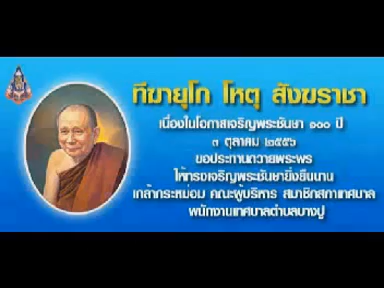 ทีฆายุโก โหตุ สังฆราชา
เนื่องในโอกาสเจริญพระชันษา ๑๐๐ ปี
๓ ตุลาคม ๒๕๕๖
ขอประทานถวายพระพร
ให้ทรงเจริญพระชันษายิ่งยืนนาน
เกล้ากระหม่อม คณะผู้บริหาร สมาชิกสภาเทศบาล
พนักงานเทศบาลตำบลบางปู